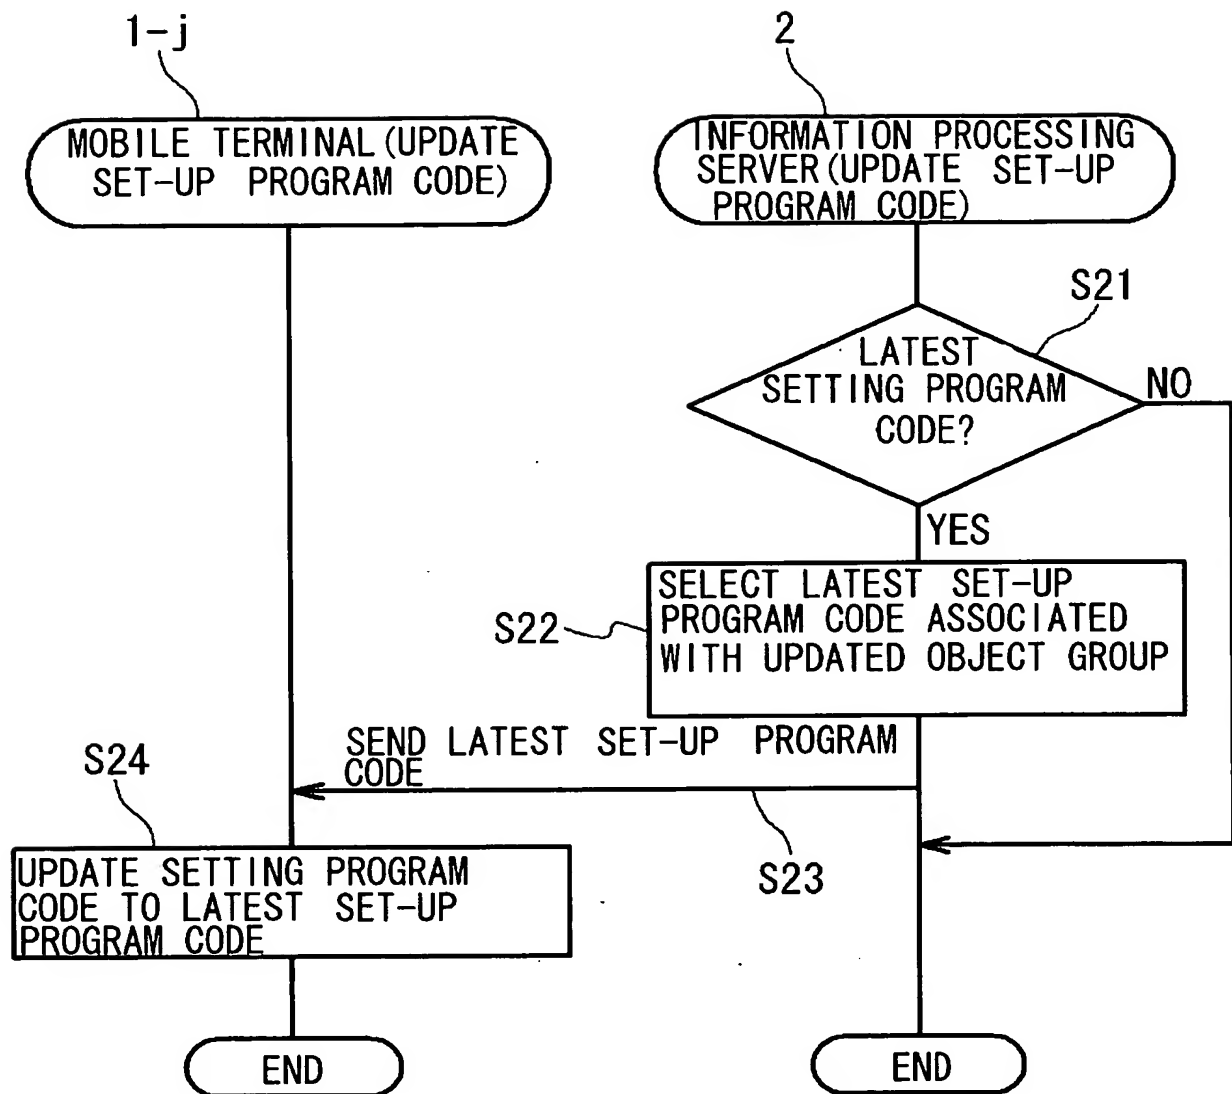 1-j
2
MOBILE TERMINAL(UPDATE
SET-UP PROGRAM CODE)
INFORMATION PROCESSING
SERVER(UPDATE SET-UP
PROGRAM CODE)
S21
LATEST
SETTING PROGRAM
CODE?
NO
YES
S22
SELECT LATEST SET-UP
PROGRAM CODE ASSOCIATED
WITH UPDATED OBJECT GROUP
SEND LATEST SET-UP PROGRAM
CODE
S23
S24
UPDATE SETTING PROGRAM
CODE TO LATEST SET-UP
PROGRAM CODE
END
END